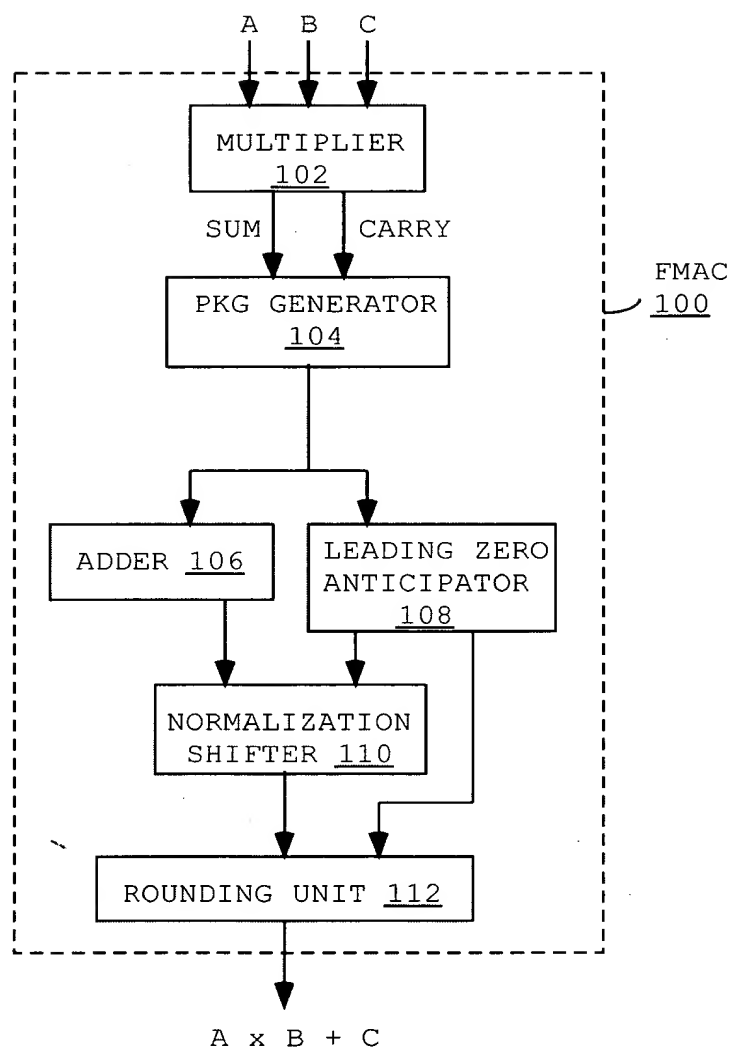 A B C
MULTIPLIER
102
SUM CARRY
FMAC
100
PKG GENERATOR
104
ADDER 106
LEADING ZERO
ANTICIPATOR
108
NORMALIZATION
SHIFTER 110
ROUNDING UNIT 112
A x B + C